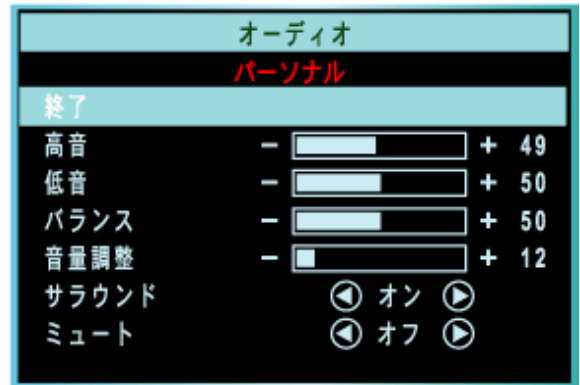 オーディオ
パーソナル
終了
高音 - + 49
低音 - + 50
バランス - + 50
音量調整 - + 12
サラウンド オン
ミュート オフ